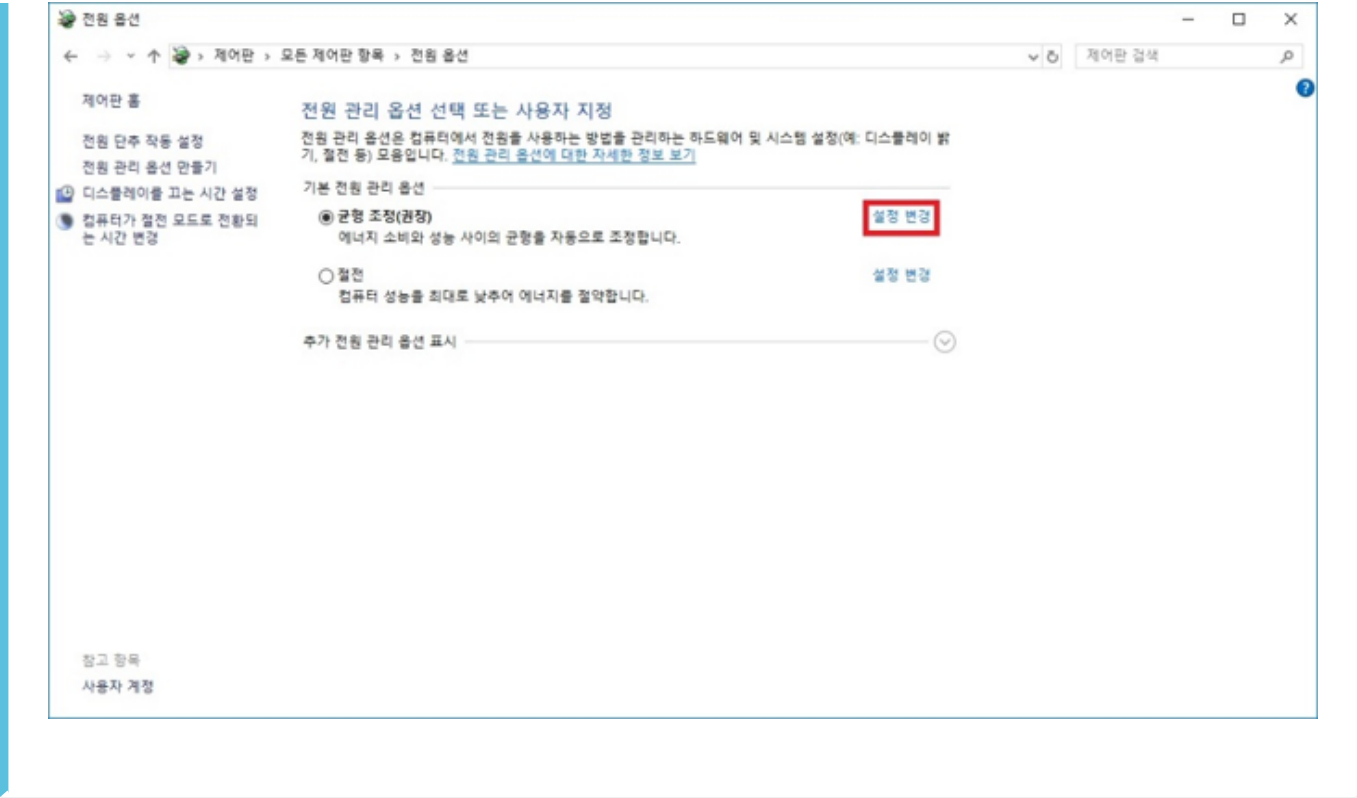 전원 옵션
제어판 › 모든 제어판 항목 › 전원 옵션
제어판 검색
제어판 홈
전원 단추 작동 설정
전원 관리 옵션 만들기
디스플레이를 끄는 시간 설정
컴퓨터가 절전 모드로 전환되
는 시간 변경
전원 관리 옵션 선택 또는 사용자 지정
전원 관리 옵션은 컴퓨터에서 전원을 사용하는 방법을 관리하는 하드웨어 및 시스템 설정(예: 디스플레이 밝
기, 절전 등) 모음입니다. 전원 관리 옵션에 대한 자세한 정보 보기
기본 전원 관리 옵션
균형 조정(권장) 설정 변경
에너지 소비와 성능 사이의 균형을 자동으로 조정합니다.
절전 설정 변경
컴퓨터 성능을 최대로 낮추어 에너지를 절약합니다.
추가 전원 관리 옵션 표시
참고 항목
사용자 계정